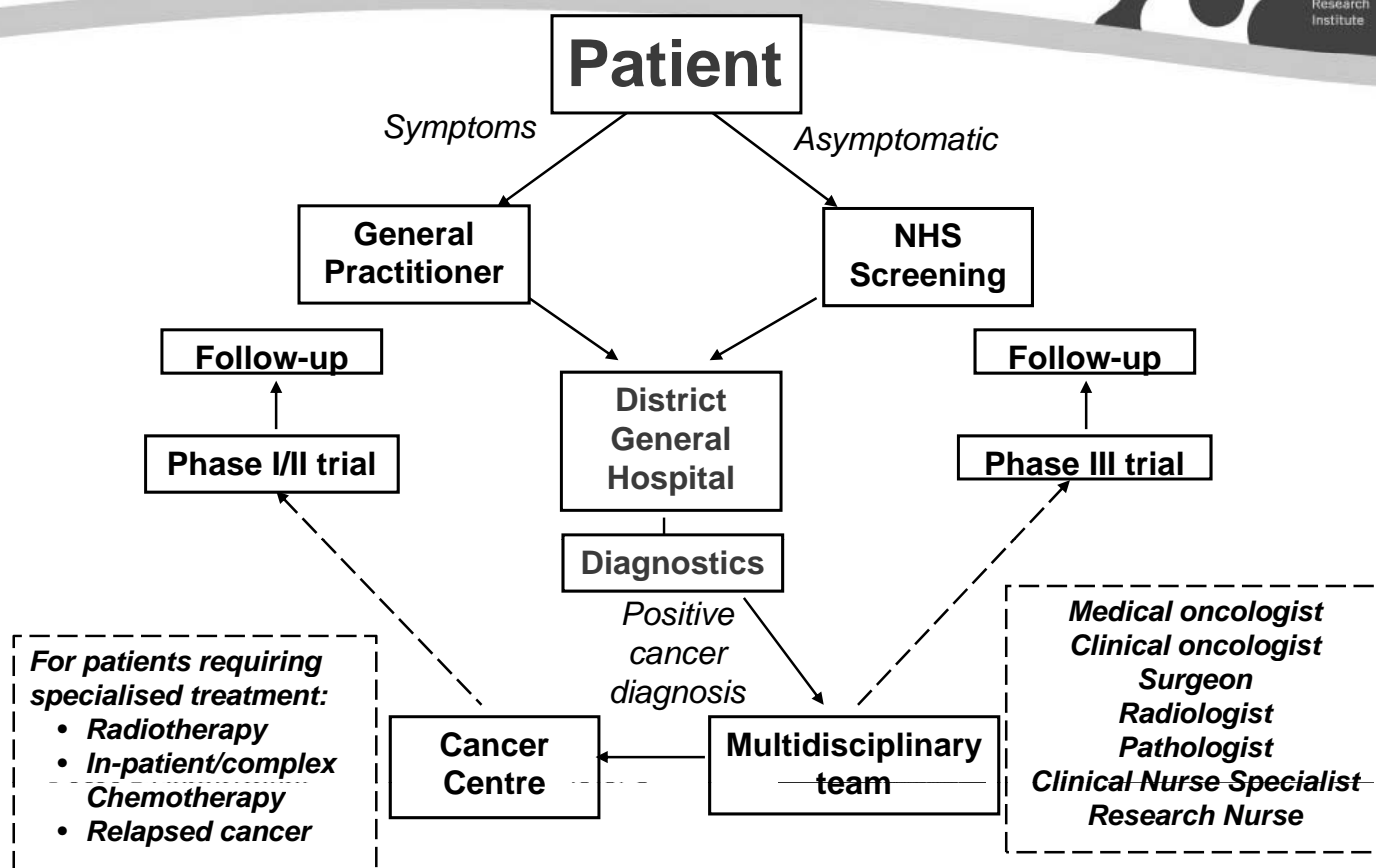 Research
Institute
Patient
Symptoms
Asymptomatic
General
Practitioner
NHS
Screening
Follow-up
Follow-up
District
General
Hospital
Phase I/II trial
Phase III trial
Diagnostics
Positive
cancer
diagnosis
For patients requiring
specialised treatment:
• Radiotherapy
• In-patient/complex
Chemotherapy
• Relapsed cancer
Cancer
Centre
Multidisciplinary
team
Medical oncologist
Clinical oncologist
Surgeon
Radiologist
Pathologist
Clinical Nurse Specialist
Research Nurse